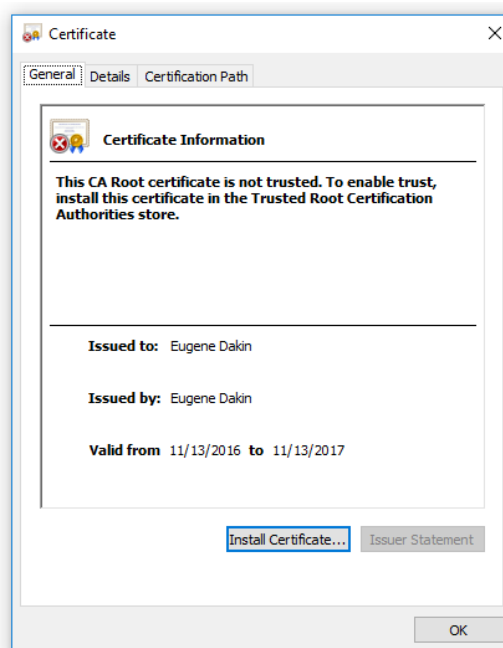 Certificate
General Details Certification Path
Certificate Information
This CA Root certificate is not trusted. To enable trust,
install this certificate in the Trusted Root Certification
Authorities store.
Issued to: Eugene Dakin
Issued by: Eugene Dakin
Valid from 11/13/2016 to 11/13/2017
Install Certificate... Issuer Statement
OK